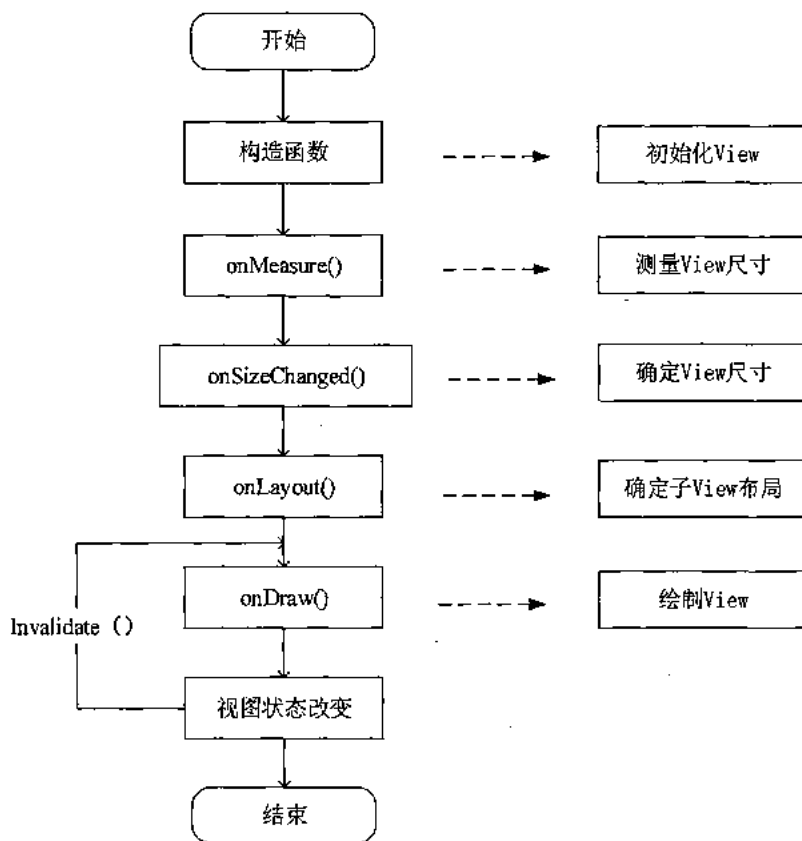 开始
构造函数
初始化View
onMeasure()
测量View尺寸
onSizeChanged()
确定View尺寸
onLayout()
确定子View布局
onDraw()
绘制View
Invalidate ()
视图状态改变
结束